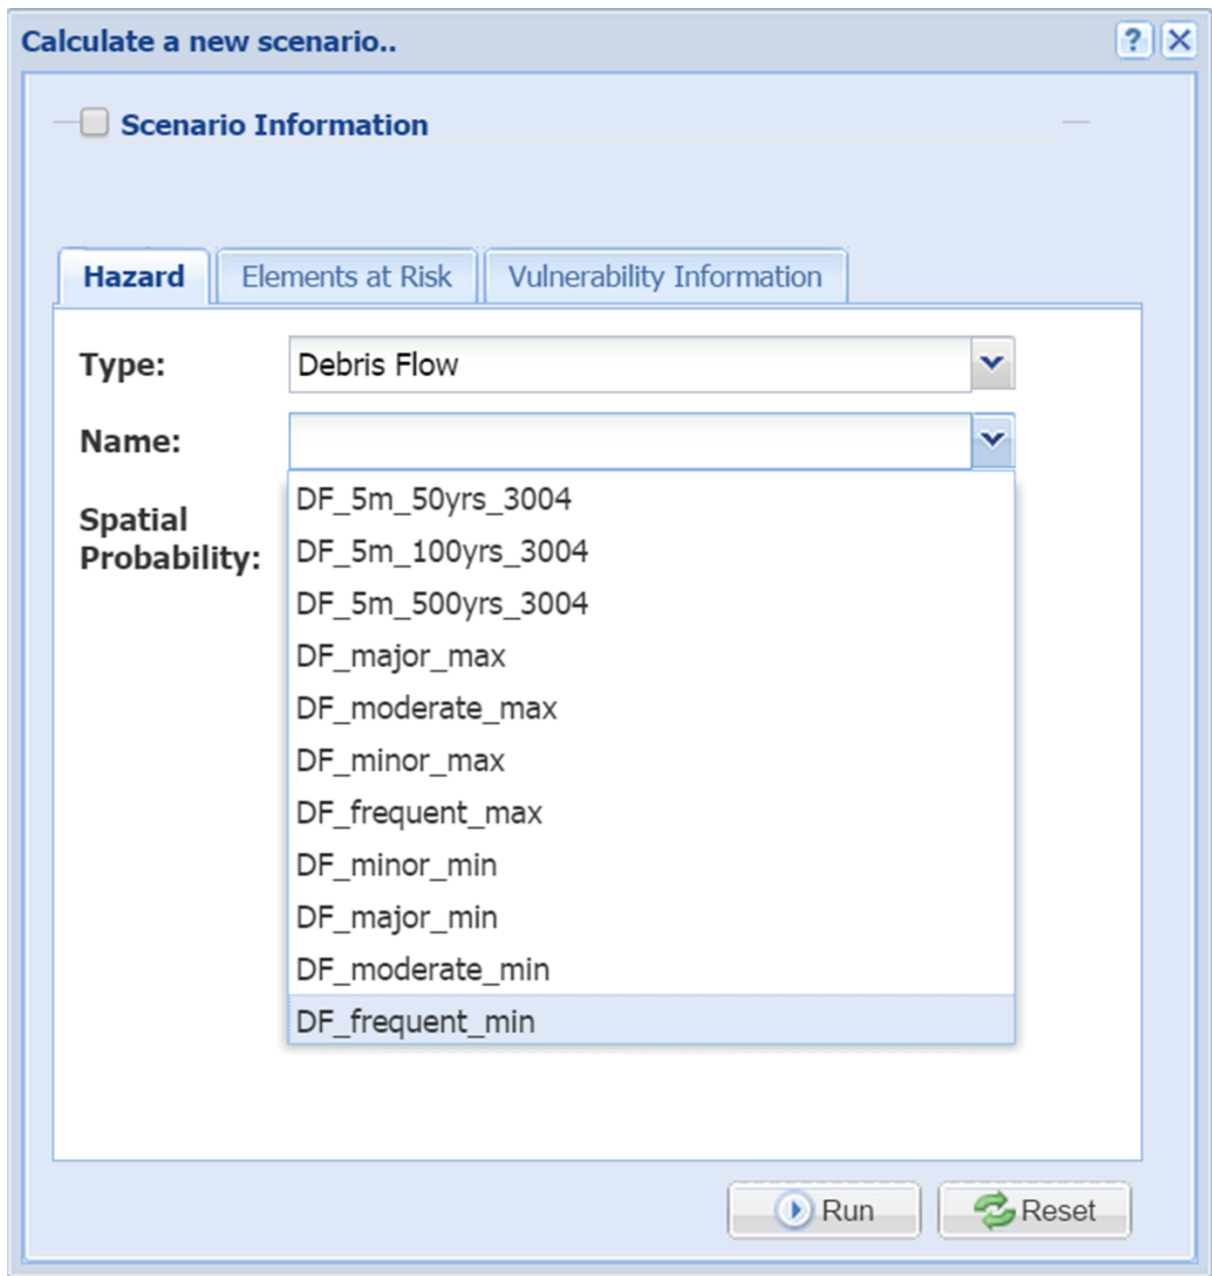 Calculate a new scenario..
?
Scenario Information
Hazard Elements at Risk Vulnerability Information
Type: Debris Flow
Name:
Spatial
Probability:
DF_5m_50yrs_3004
DF_5m_100yrs_3004
DF_5m_500yrs_3004
DF_major_max
DF_moderate_max
DF_minor_max
DF_frequent_max
DF_minor_min
DF_major_min
DF_moderate_min
DF_frequent_min
Run Reset